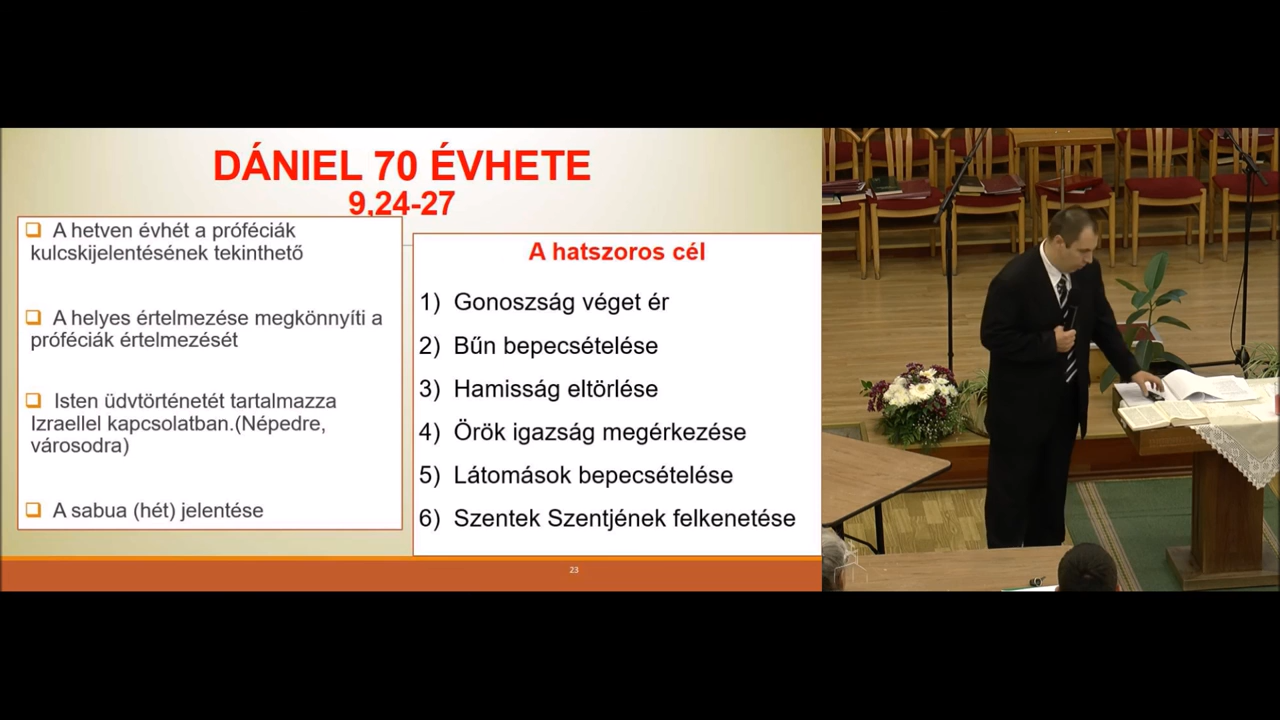 DÁNIEL 70 ÉVHETE
9,24-27
❑ A hetven évhét a próféciák
kulcskijelentésének tekinthető
❑ A helyes értelmezése megkönnyíti a
próféciák értelmezését
❑ Isten üdvtörténetét tartalmazza
Izraellel kapcsolatban.(Népedre,
városodra)
❑ A sabua (hét) jelentése
A hatszoros cél
1) Gonoszság véget ér
2) Bűn bepecsételése
3) Hamisság eltörlése
4) Örök igazság megérkezése
5) Látomások bepecsételése
6) Szentek Szentjének felkenetése
23